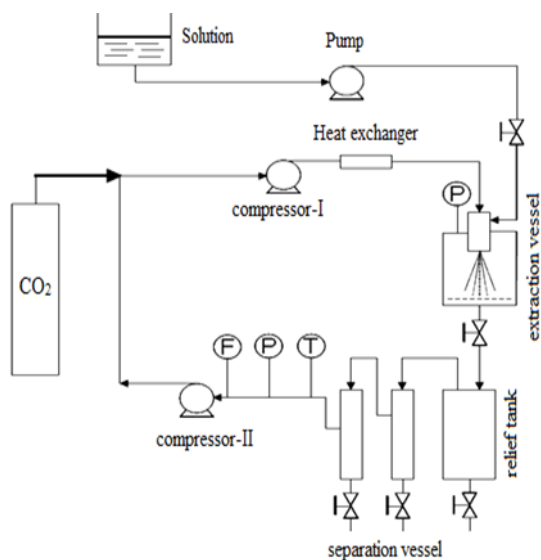 Solution
Pump
Heat exchanger
compressor-I
P
extraction vessel
CO₂
F
P
T
compressor-II
relief tank
separation vessel